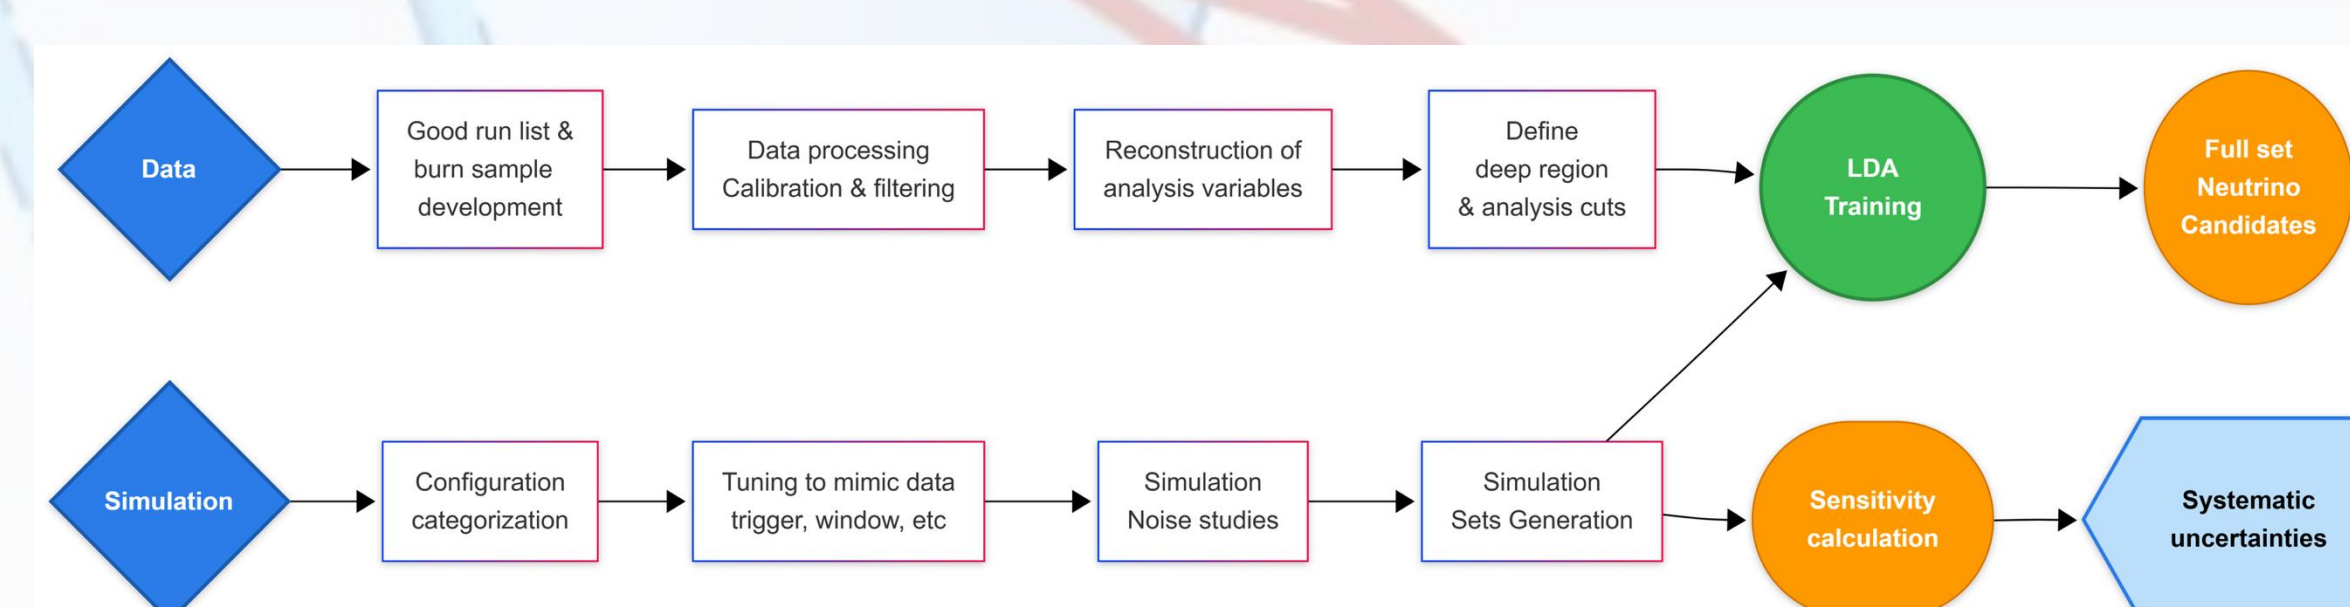 Data
Good run list &
burn sample
development
Data processing
Calibration & filtering
Reconstruction of
analysis variables
Define
deep region
& analysis cuts
LDA
Training
Full set
Neutrino
Candidates
Simulation
Configuration
categorization
Tuning to mimic data
trigger, window, etc
Simulation
Noise studies
Simulation
Sets Generation
Sensitivity
calculation
Systematic
uncertainties